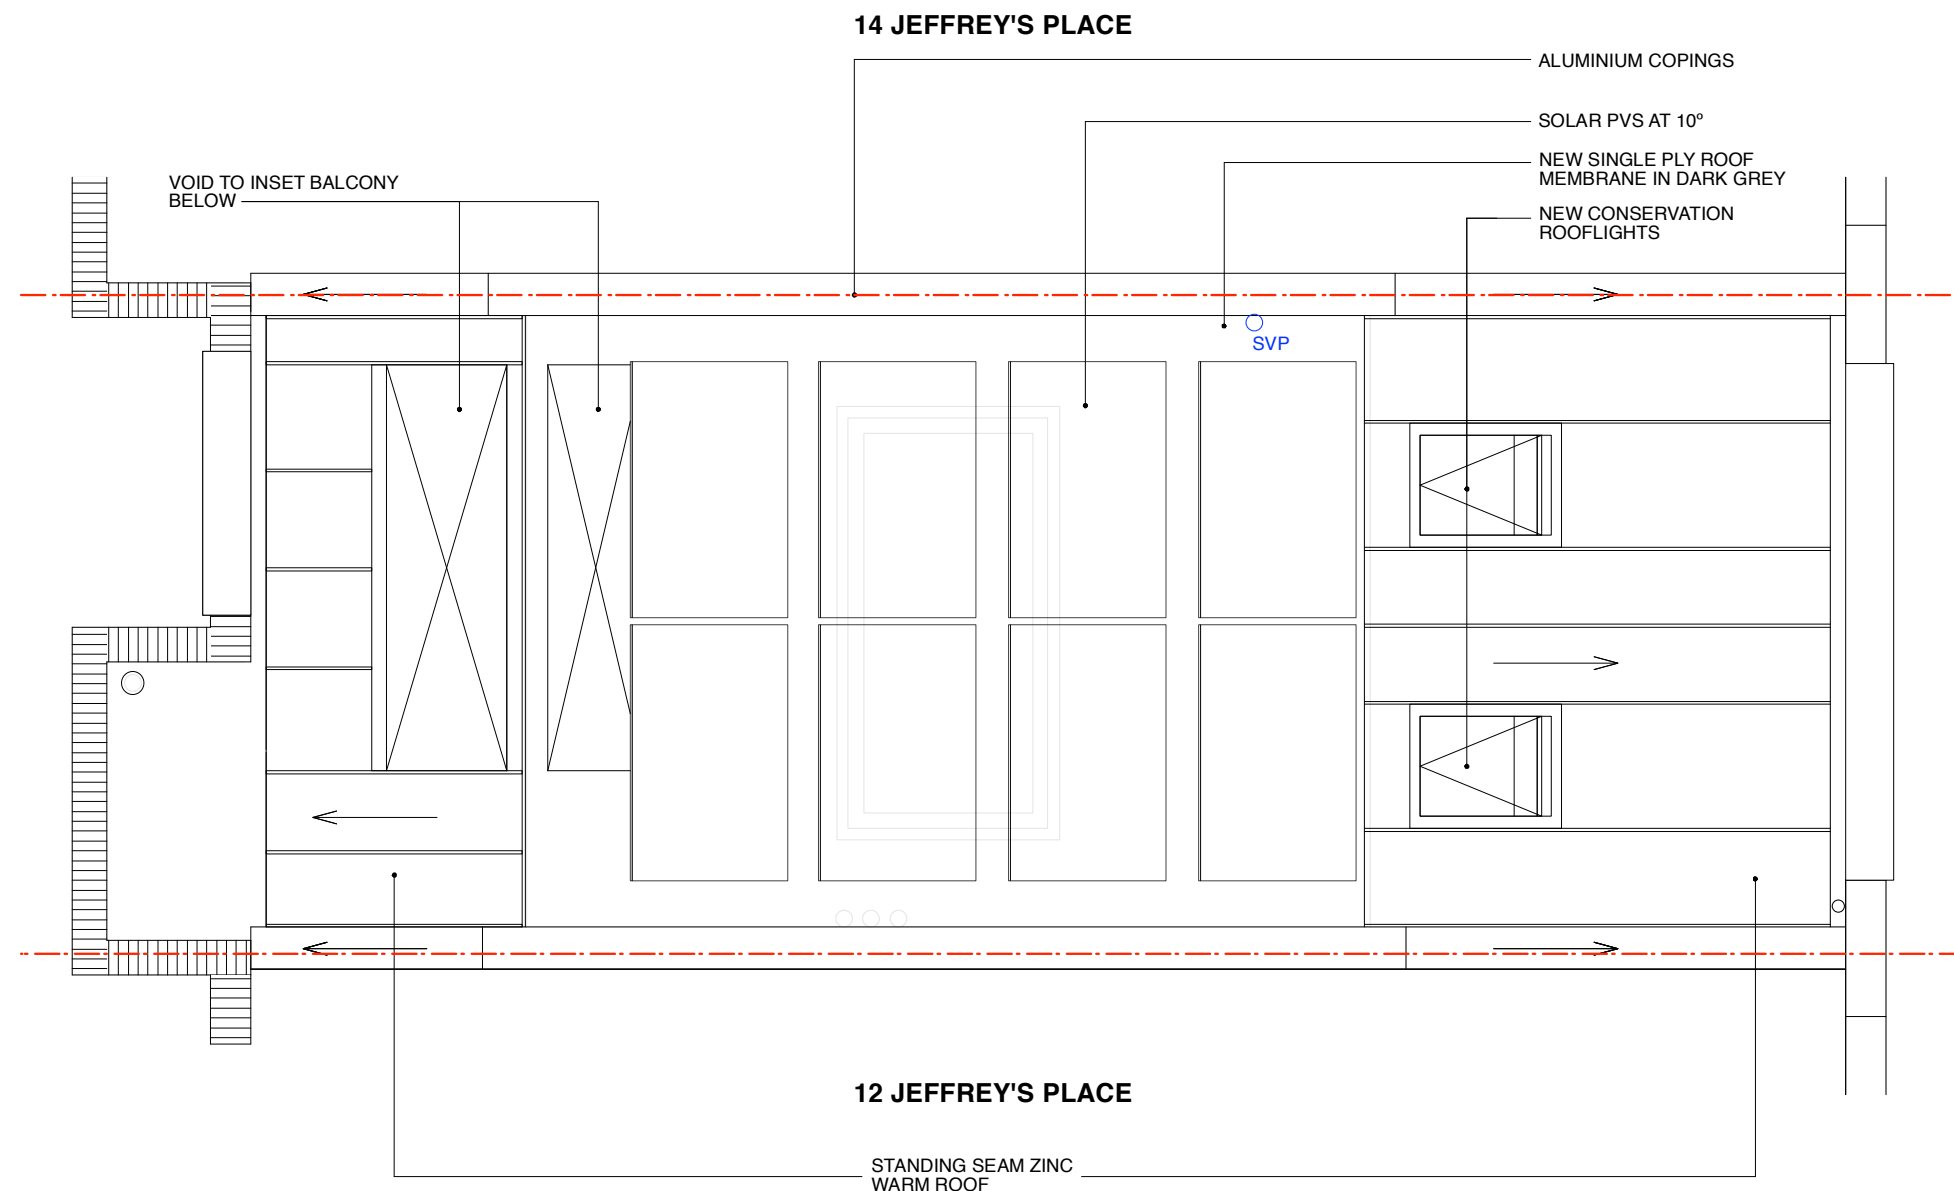 14 JEFFREY'S PLACE
ALUMINIUM COPINGS
SOLAR PVS AT 10º
NEW SINGLE PLY ROOF
MEMBRANE IN DARK GREY
VOID TO INSET BALCONY
BELOW
NEW CONSERVATION
ROOFLIGHTS
SVP
12 JEFFREY'S PLACE
STANDING SEAM ZINC
WARM ROOF